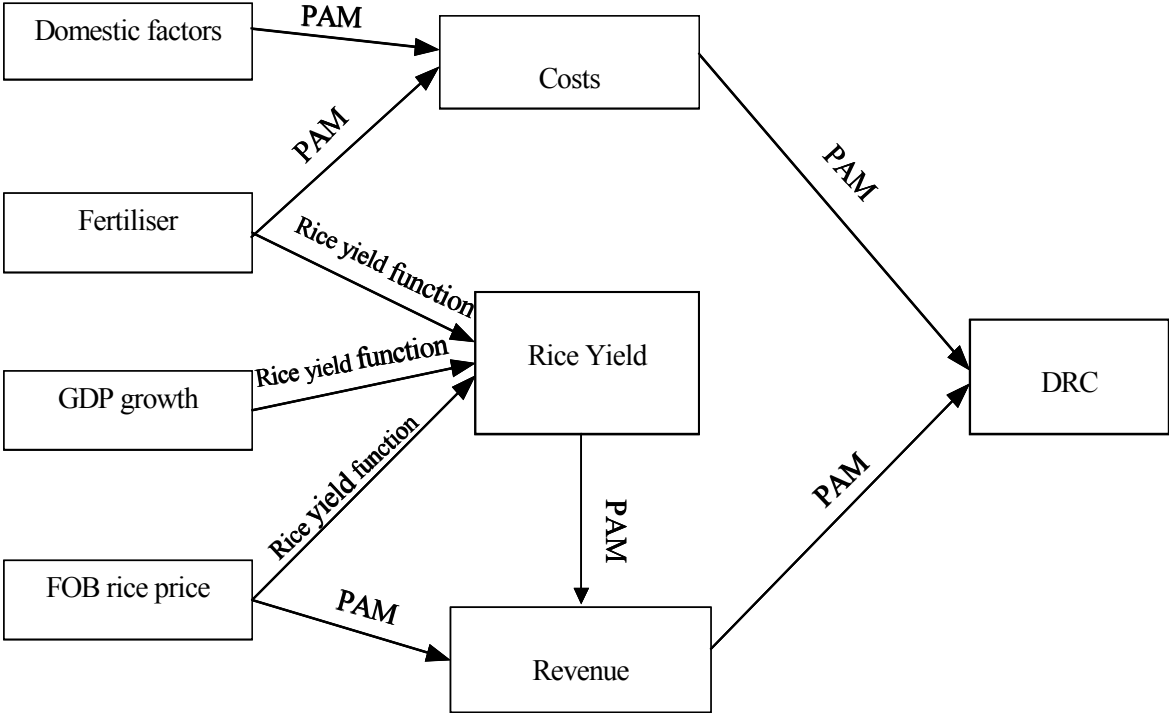 Domestic factors
PAM
Costs
PAM
PAM
Fertiliser
Rice yield function
Rice Yield
Rice yield function
GDP growth
DRC
Rice yield function
PAM
PAM
FOB rice price
PAM
Revenue